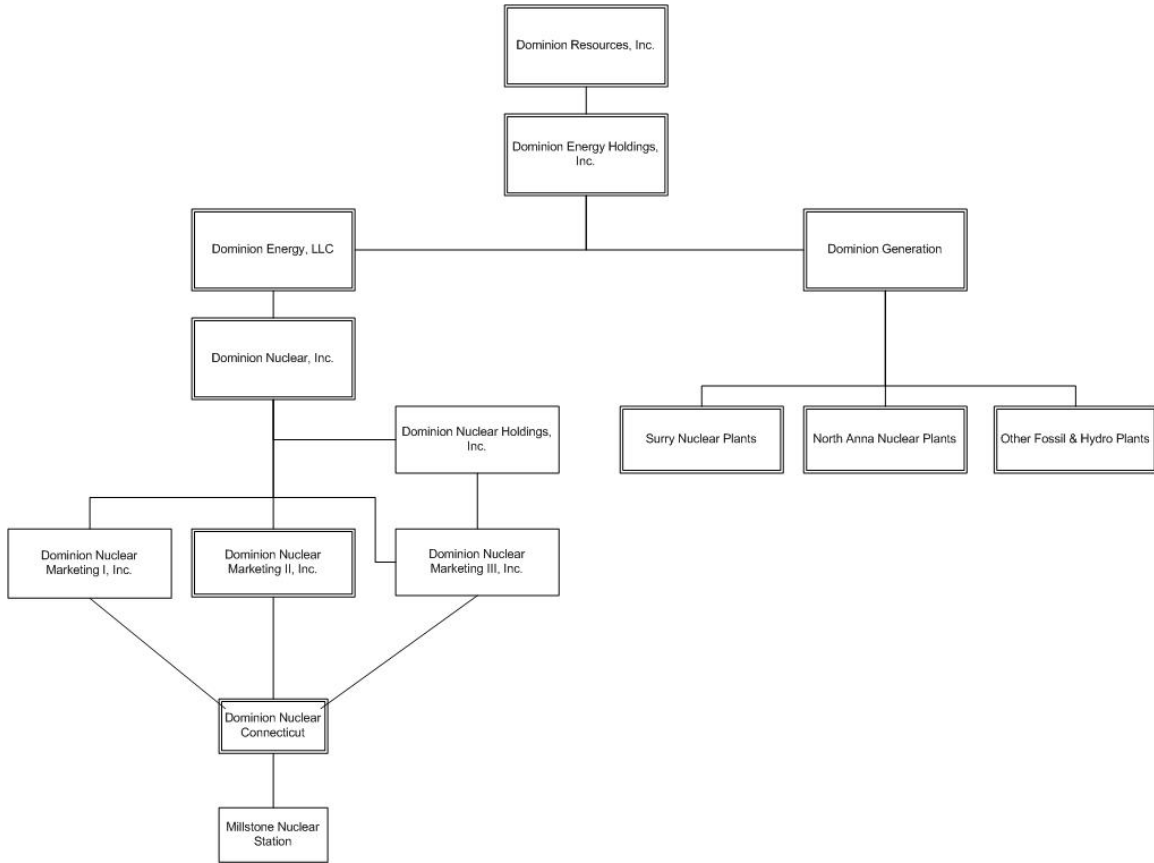 Dominion Resources, Inc.
Dominion Energy Holdings,
Inc.
Dominion Energy, LLC
Dominion Generation
Dominion Nuclear, Inc.
Dominion Nuclear Holdings,
Inc.
Surry Nuclear Plants
North Anna Nuclear Plants
Other Fossil & Hydro Plants
Dominion Nuclear
Marketing I, Inc.
Dominion Nuclear
Marketing II, Inc.
Dominion Nuclear
Marketing III, Inc.
Dominion Nuclear
Connecticut
Millstone Nuclear
Station